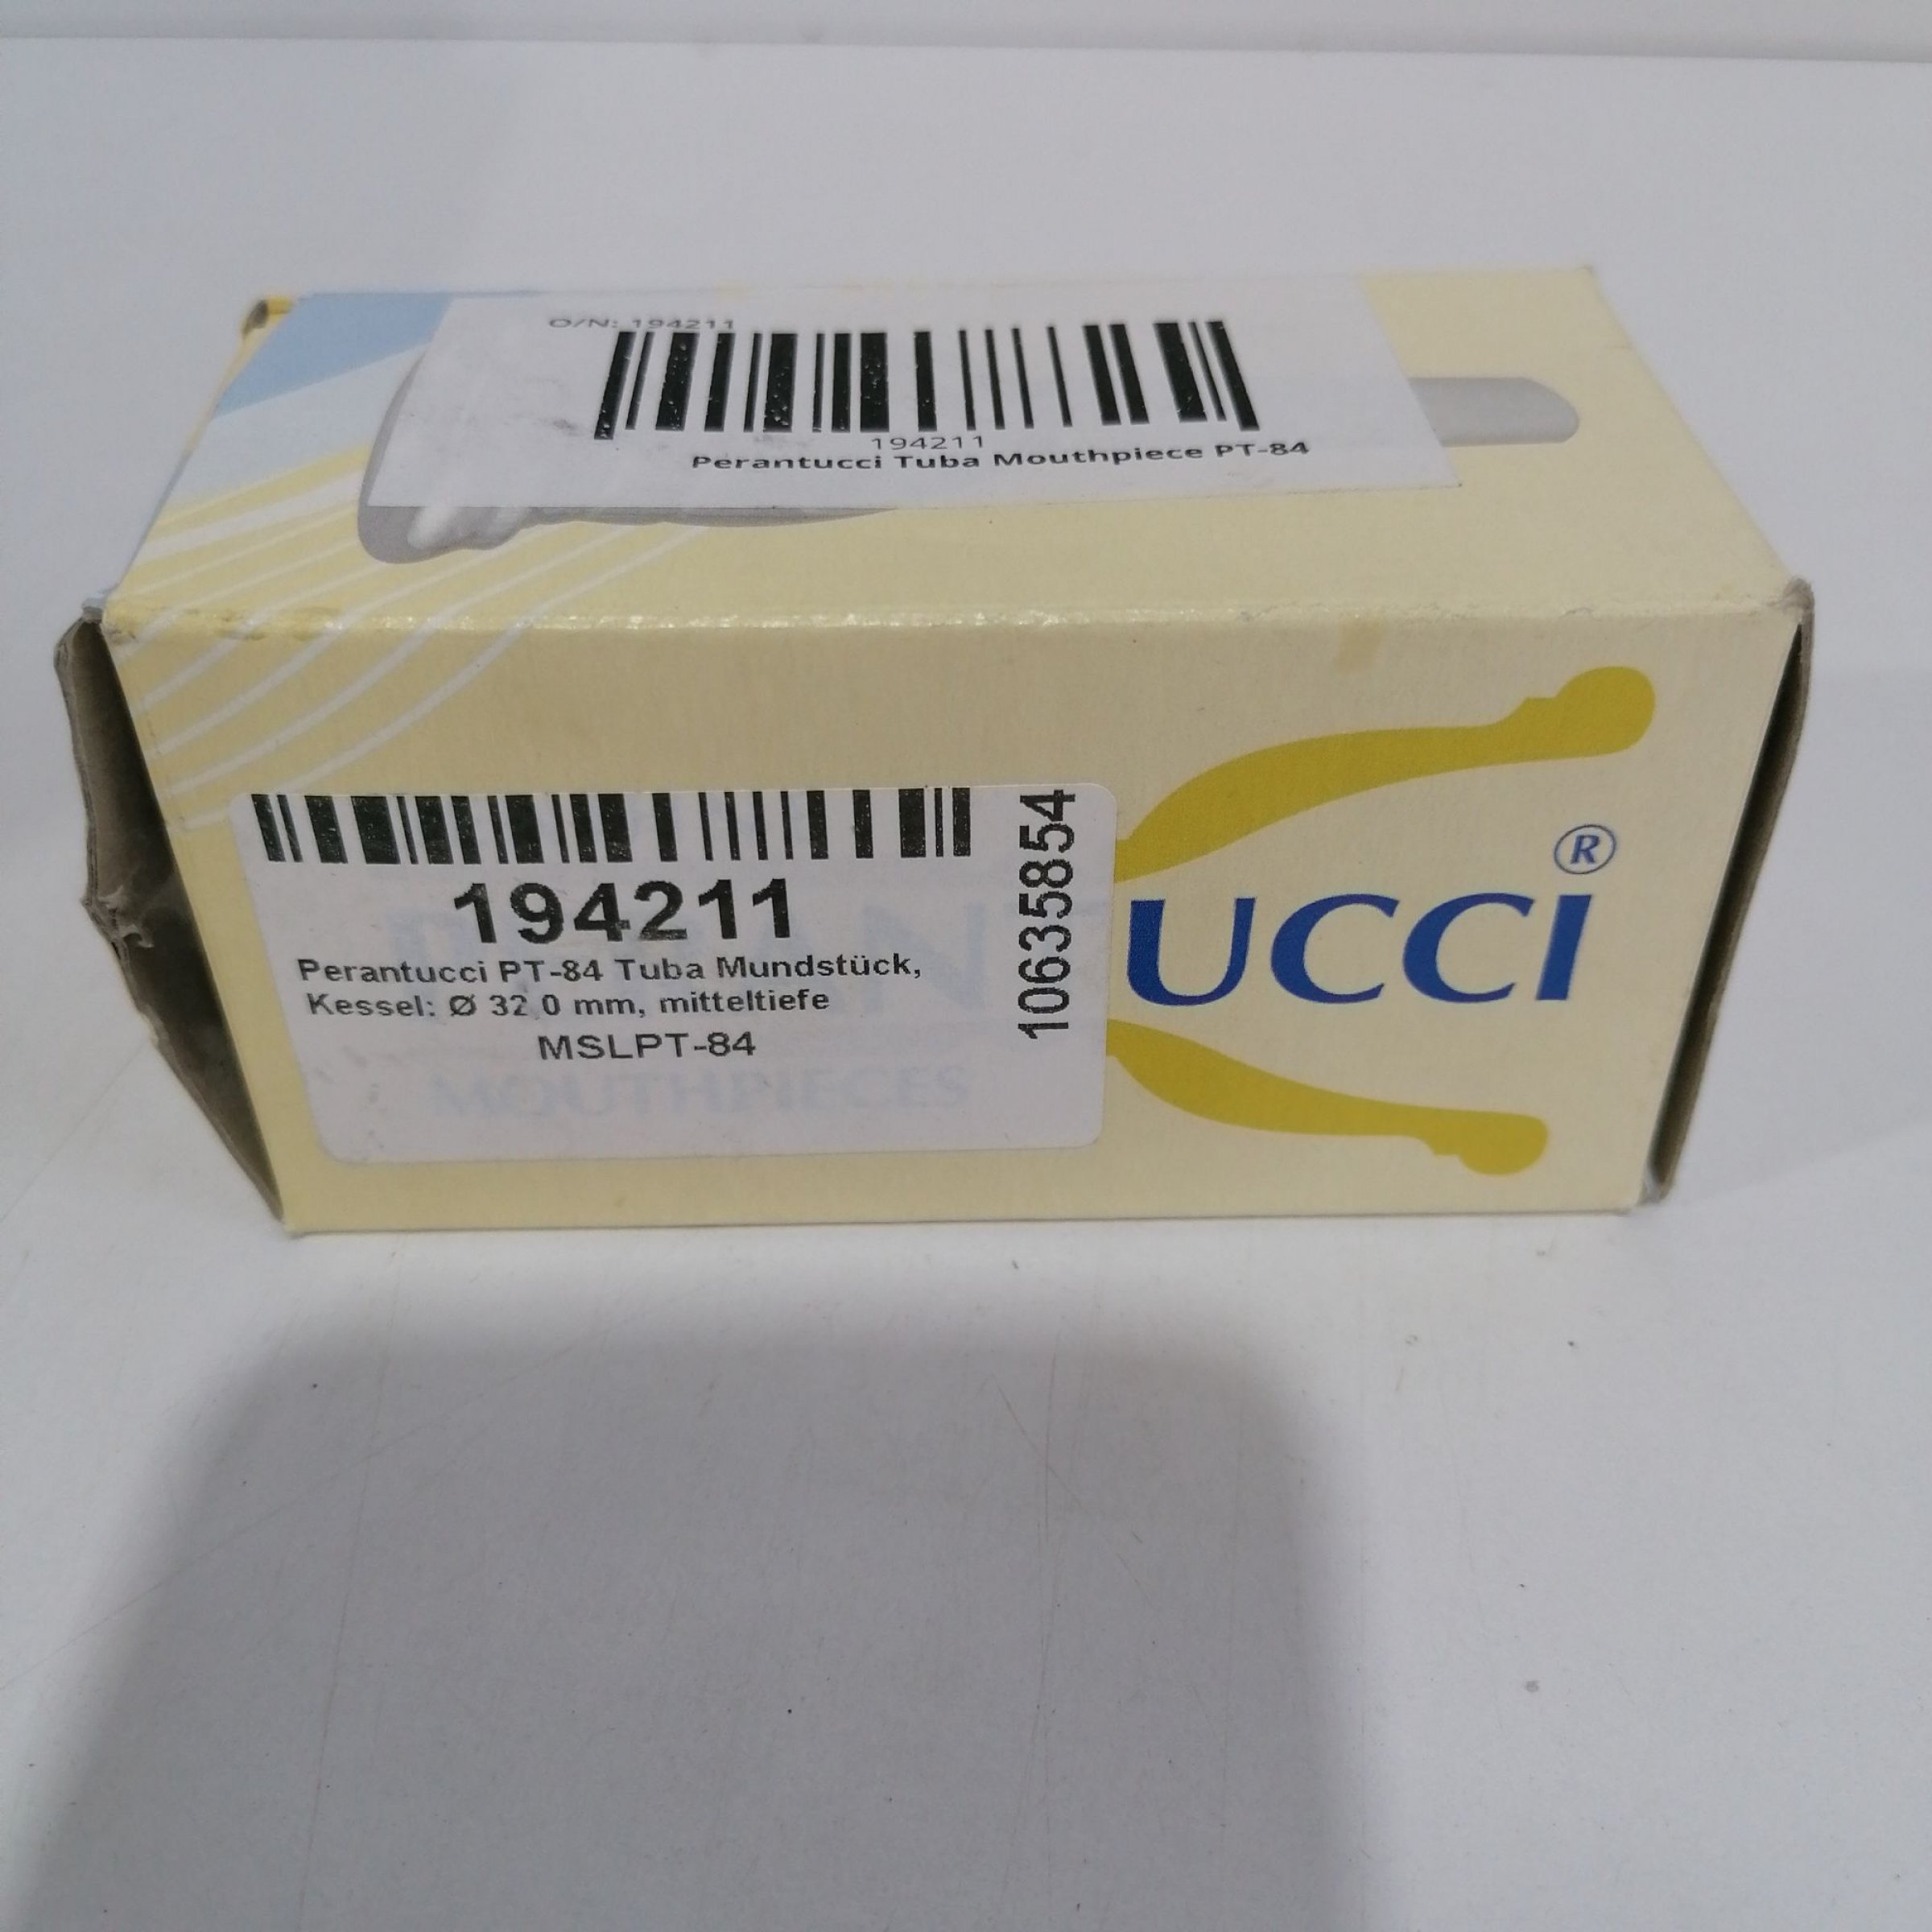 O/N: 194211
194211
Perantucci Tuba Mouthpiece PT-84
194211
Perantucci PT-84 Tuba Mundstück,
Kessel: Ø 32 0 mm, mitteltiefe
MSLPT-84
10635854
UCCI®
MOUTHPIECES